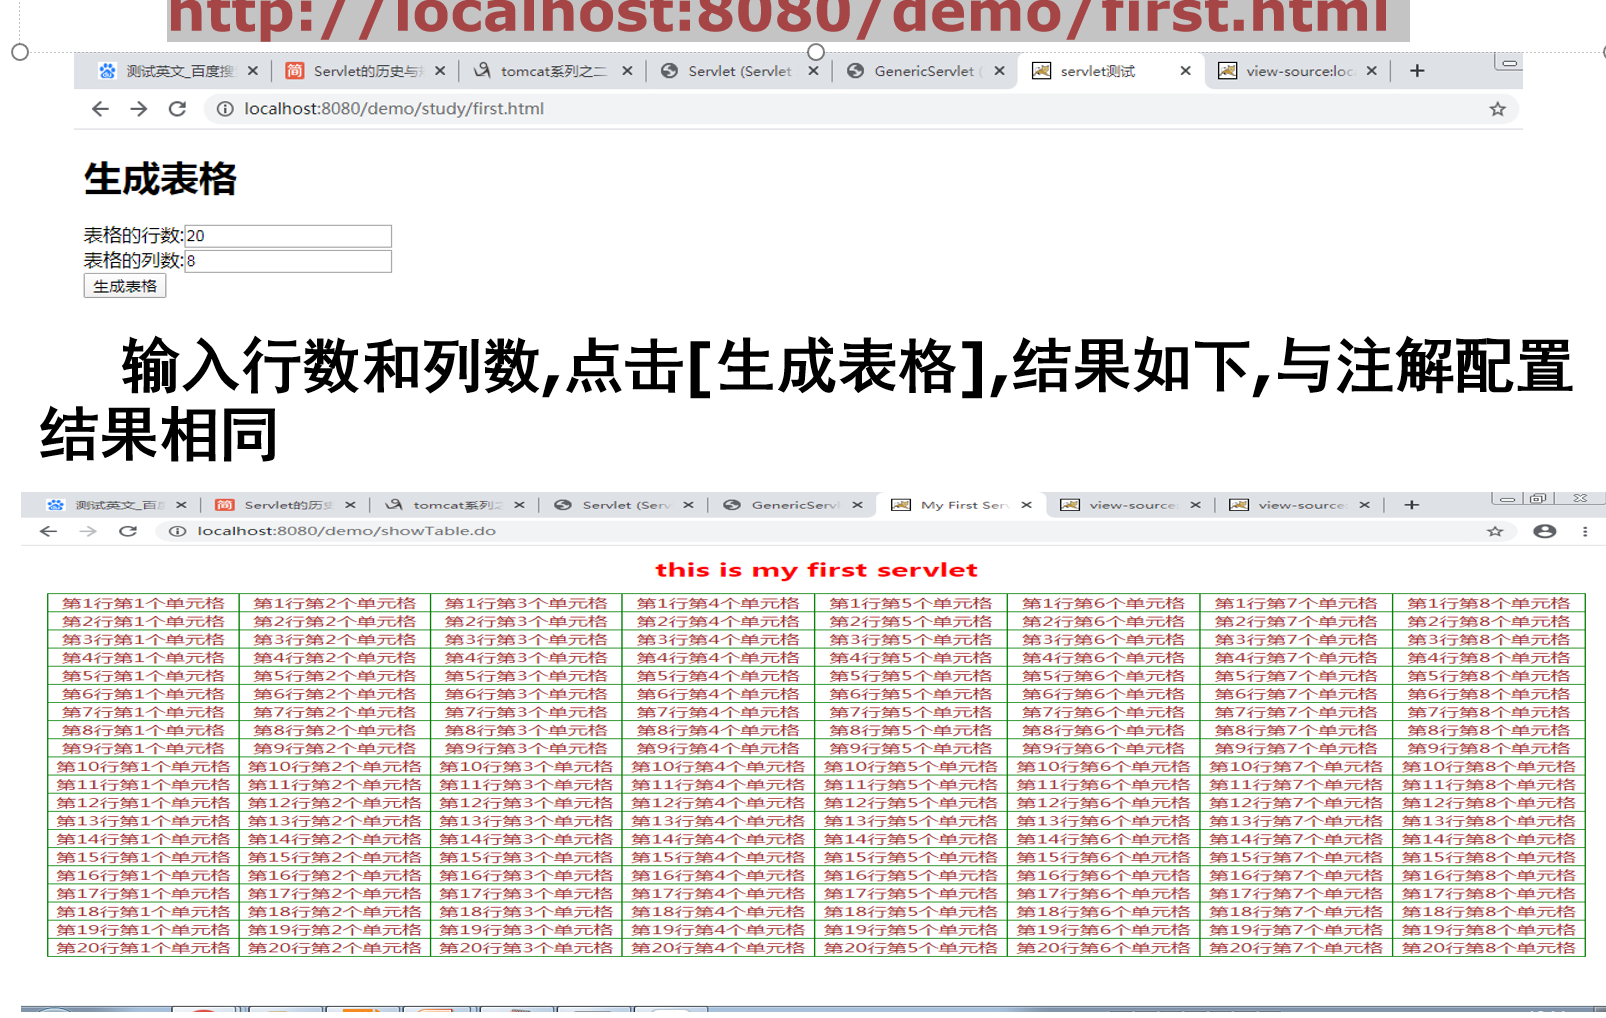 http://localhost:8080/demo/first.html
测试英文_百度搜 Servlet的历史与 tomcat系列之二 Servlet (Servlet GenericServlet ( servlet测试 view-source:loc
localhost:8080/demo/study/first.html
生成表格
表格的行数:20
表格的列数:8
生成表格
输入行数和列数,点击[生成表格],结果如下,与注解配置
结果相同
测试英文_百 Servlet的历 tomcat系列 Servlet (Serv GenericServ My First Ser view-source: view-source:
localhost:8080/demo/showTable.do
this is my first servlet
第1行第1个单元格 第1行第2个单元格 第1行第3个单元格 第1行第4个单元格 第1行第5个单元格 第1行第6个单元格 第1行第7个单元格 第1行第8个单元格
第2行第1个单元格 第2行第2个单元格 第2行第3个单元格 第2行第4个单元格 第2行第5个单元格 第2行第6个单元格 第2行第7个单元格 第2行第8个单元格
第3行第1个单元格 第3行第2个单元格 第3行第3个单元格 第3行第4个单元格 第3行第5个单元格 第3行第6个单元格 第3行第7个单元格 第3行第8个单元格
第4行第1个单元格 第4行第2个单元格 第4行第3个单元格 第4行第4个单元格 第4行第5个单元格 第4行第6个单元格 第4行第7个单元格 第4行第8个单元格
第5行第1个单元格 第5行第2个单元格 第5行第3个单元格 第5行第4个单元格 第5行第5个单元格 第5行第6个单元格 第5行第7个单元格 第5行第8个单元格
第6行第1个单元格 第6行第2个单元格 第6行第3个单元格 第6行第4个单元格 第6行第5个单元格 第6行第6个单元格 第6行第7个单元格 第6行第8个单元格
第7行第1个单元格 第7行第2个单元格 第7行第3个单元格 第7行第4个单元格 第7行第5个单元格 第7行第6个单元格 第7行第7个单元格 第7行第8个单元格
第8行第1个单元格 第8行第2个单元格 第8行第3个单元格 第8行第4个单元格 第8行第5个单元格 第8行第6个单元格 第8行第7个单元格 第8行第8个单元格
第9行第1个单元格 第9行第2个单元格 第9行第3个单元格 第9行第4个单元格 第9行第5个单元格 第9行第6个单元格 第9行第7个单元格 第9行第8个单元格
第10行第1个单元格 第10行第2个单元格 第10行第3个单元格 第10行第4个单元格 第10行第5个单元格 第10行第6个单元格 第10行第7个单元格 第10行第8个单元格
第11行第1个单元格 第11行第2个单元格 第11行第3个单元格 第11行第4个单元格 第11行第5个单元格 第11行第6个单元格 第11行第7个单元格 第11行第8个单元格
第12行第1个单元格 第12行第2个单元格 第12行第3个单元格 第12行第4个单元格 第12行第5个单元格 第12行第6个单元格 第12行第7个单元格 第12行第8个单元格
第13行第1个单元格 第13行第2个单元格 第13行第3个单元格 第13行第4个单元格 第13行第5个单元格 第13行第6个单元格 第13行第7个单元格 第13行第8个单元格
第14行第1个单元格 第14行第2个单元格 第14行第3个单元格 第14行第4个单元格 第14行第5个单元格 第14行第6个单元格 第14行第7个单元格 第14行第8个单元格
第15行第1个单元格 第15行第2个单元格 第15行第3个单元格 第15行第4个单元格 第15行第5个单元格 第15行第6个单元格 第15行第7个单元格 第15行第8个单元格
第16行第1个单元格 第16行第2个单元格 第16行第3个单元格 第16行第4个单元格 第16行第5个单元格 第16行第6个单元格 第16行第7个单元格 第16行第8个单元格
第17行第1个单元格 第17行第2个单元格 第17行第3个单元格 第17行第4个单元格 第17行第5个单元格 第17行第6个单元格 第17行第7个单元格 第17行第8个单元格
第18行第1个单元格 第18行第2个单元格 第18行第3个单元格 第18行第4个单元格 第18行第5个单元格 第18行第6个单元格 第18行第7个单元格 第18行第8个单元格
第19行第1个单元格 第19行第2个单元格 第19行第3个单元格 第19行第4个单元格 第19行第5个单元格 第19行第6个单元格 第19行第7个单元格 第19行第8个单元格
第20行第1个单元格 第20行第2个单元格 第20行第3个单元格 第20行第4个单元格 第20行第5个单元格 第20行第6个单元格 第20行第7个单元格 第20行第8个单元格